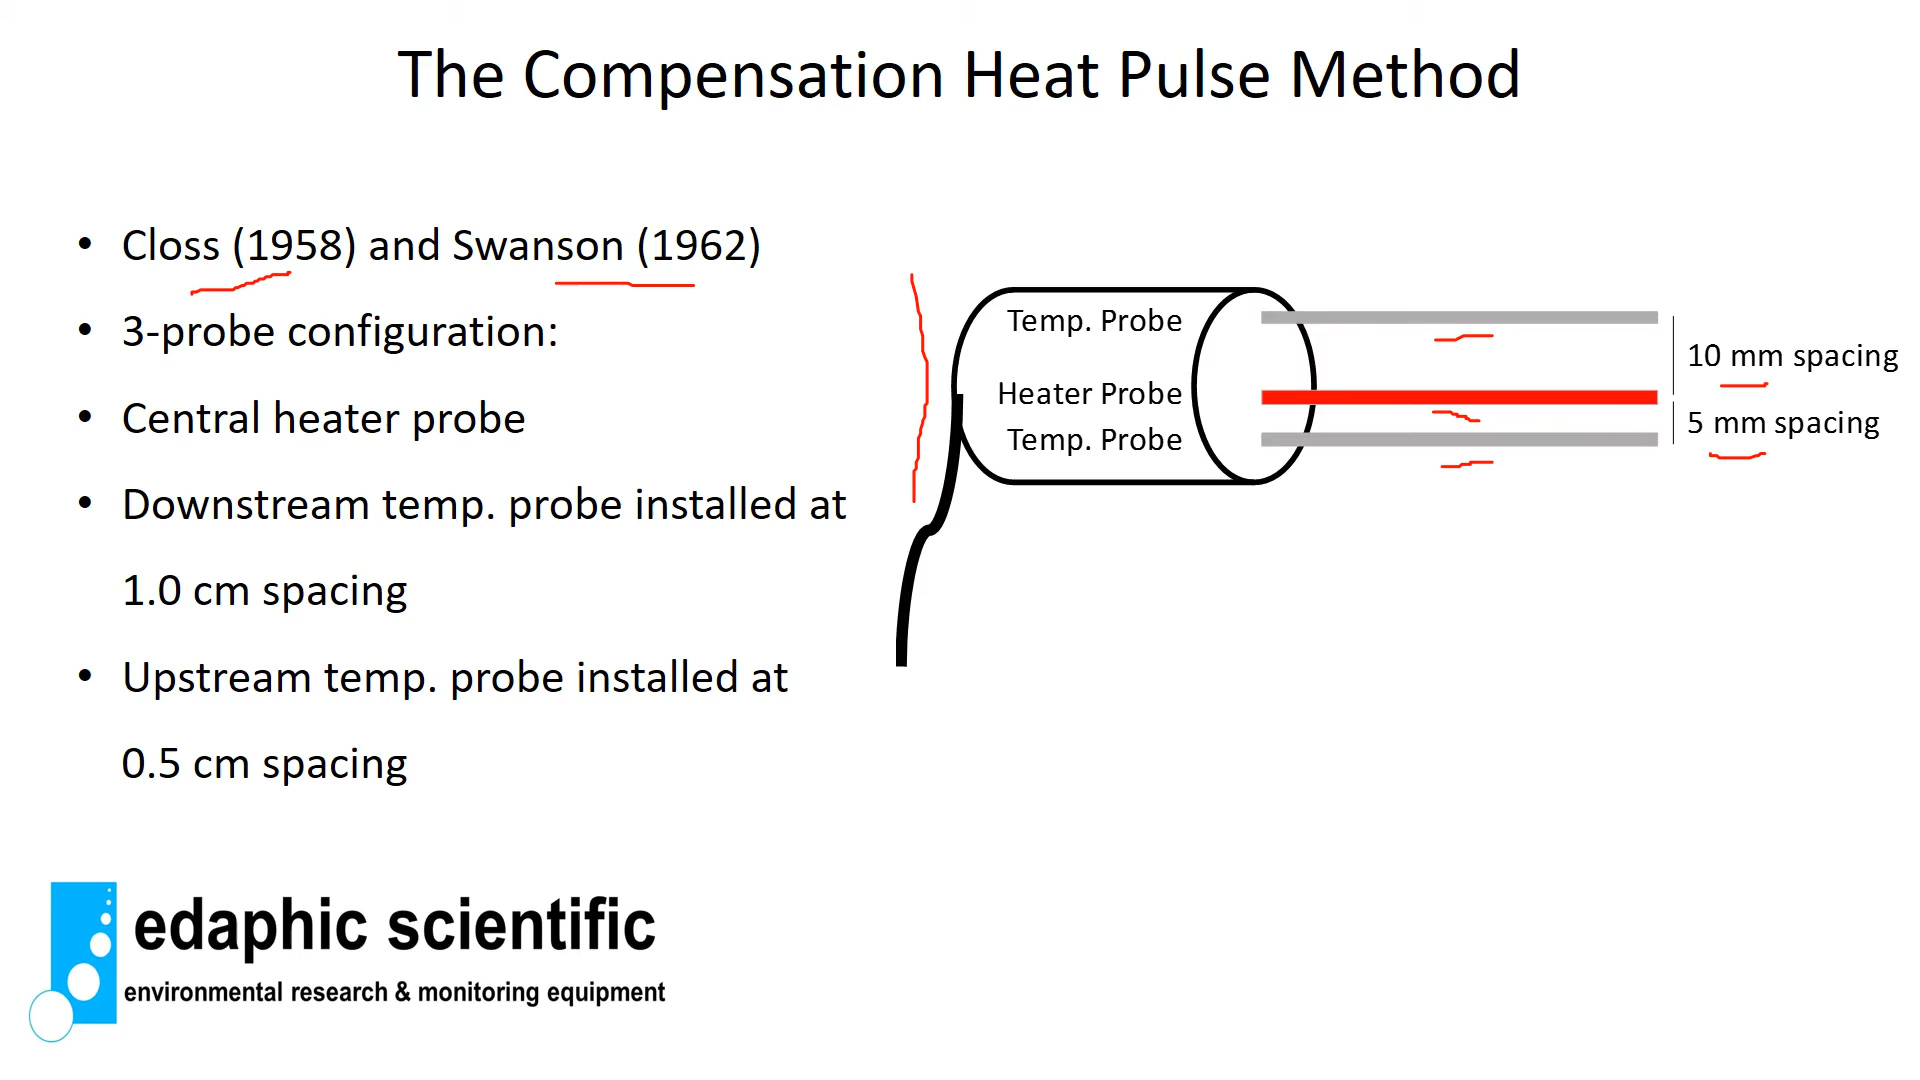 The Compensation Heat Pulse Method
• Closs (1958) and Swanson (1962)
• 3-probe configuration:
• Central heater probe
• Downstream temp. probe installed at
1.0 cm spacing
• Upstream temp. probe installed at
0.5 cm spacing
Temp. Probe
Heater Probe
Temp. Probe
10 mm spacing
5 mm spacing
edaphic scientific
environmental research & monitoring equipment